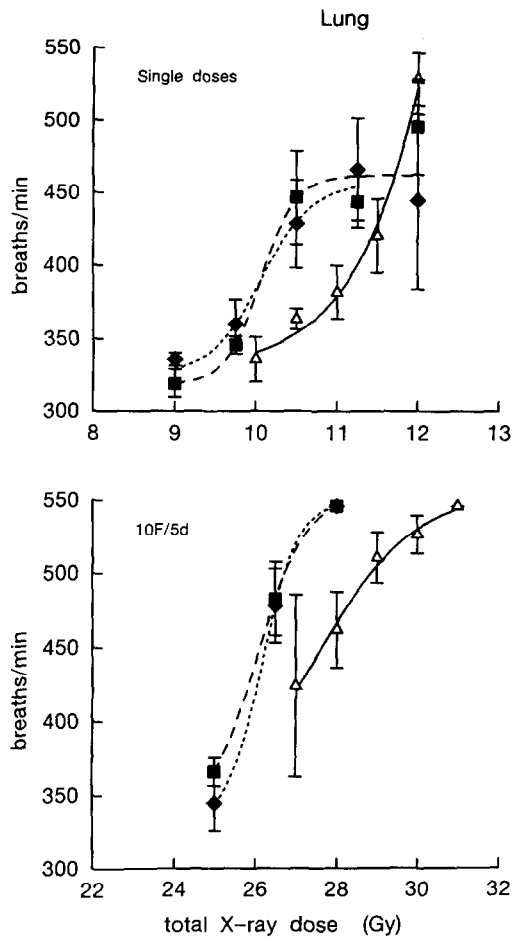 Lung
550
Single doses
500
450
breaths/min
400
350
300
8 9 10 11 12 13
550
10F/5d
500
450
breaths/min
400
350
300
22 24 26 28 30 32
total X-ray dose (Gy)